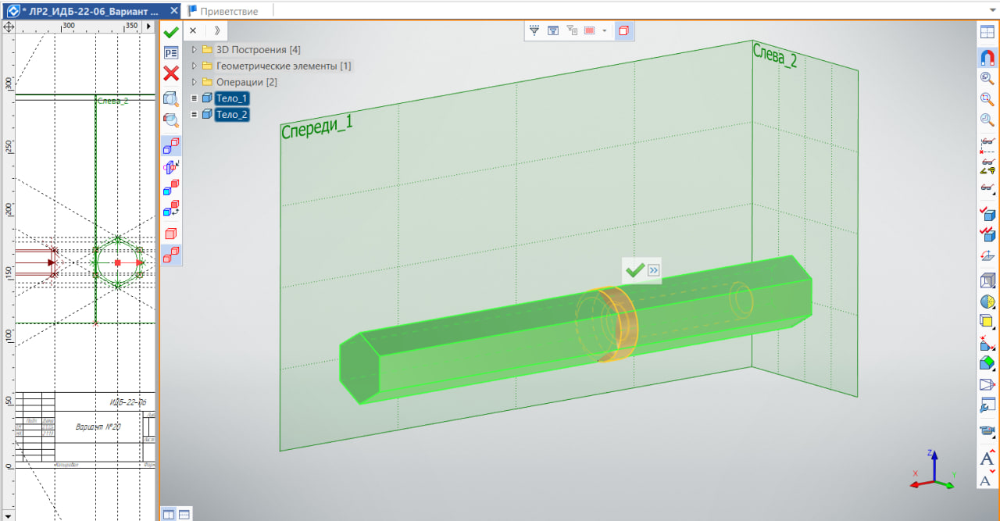 * ЛР2_ИДБ-22-06_Вариант ...
Приветствие
300
350
3D Построения [4]
Геометрические элементы [1]
Операции [2]
Тело_1
Тело_2
Слева_2
Спереди_1
Слева_2
300
250
200
150
100
50
0
ИДБ-22-06
Вариант №20
Копировал
Z
X
Y